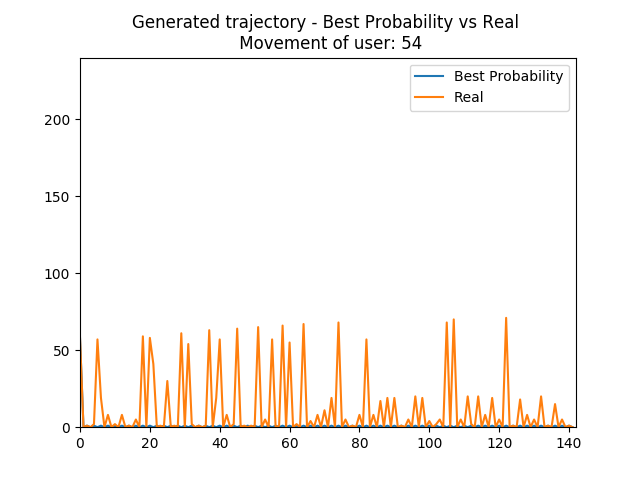 Generated trajectory - Best Probability vs Real
Movement of user: 54
Best Probability
Real
200
150
100
50
0
0 20 40 60 80 100 120 140